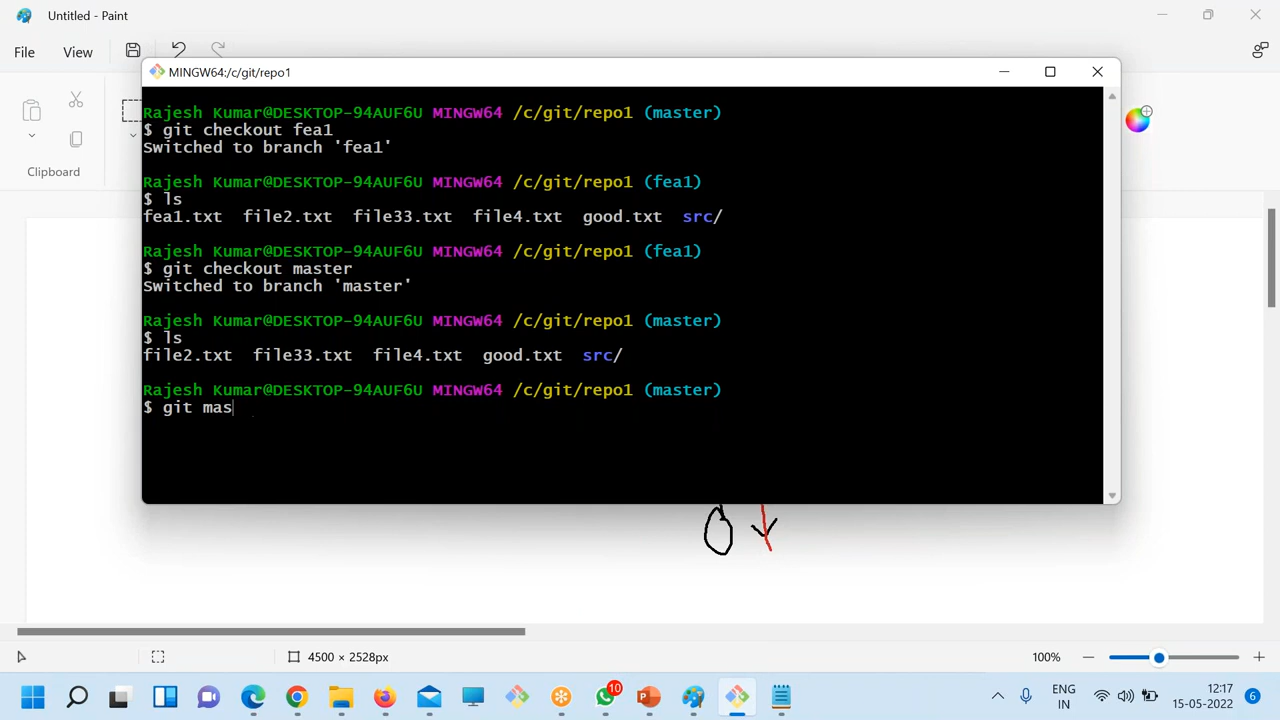 Untitled - Paint
File View
MINGW64:/c/git/repo1
Rajesh Kumar@DESKTOP-94AUF6U MINGW64 /c/git/repo1 (master)
$ git checkout fea1
Switched to branch 'fea1'
Rajesh Kumar@DESKTOP-94AUF6U MINGW64 /c/git/repo1 (fea1)
$ ls
fea1.txt file2.txt file33.txt file4.txt good.txt src/
Rajesh Kumar@DESKTOP-94AUF6U MINGW64 /c/git/repo1 (fea1)
$ git checkout master
Switched to branch 'master'
Rajesh Kumar@DESKTOP-94AUF6U MINGW64 /c/git/repo1 (master)
$ ls
file2.txt file33.txt file4.txt good.txt src/
Rajesh Kumar@DESKTOP-94AUF6U MINGW64 /c/git/repo1 (master)
$ git mas
Clipboard
4500 × 2528px
100%
10
ENG
IN
12:17
15-05-2022
6